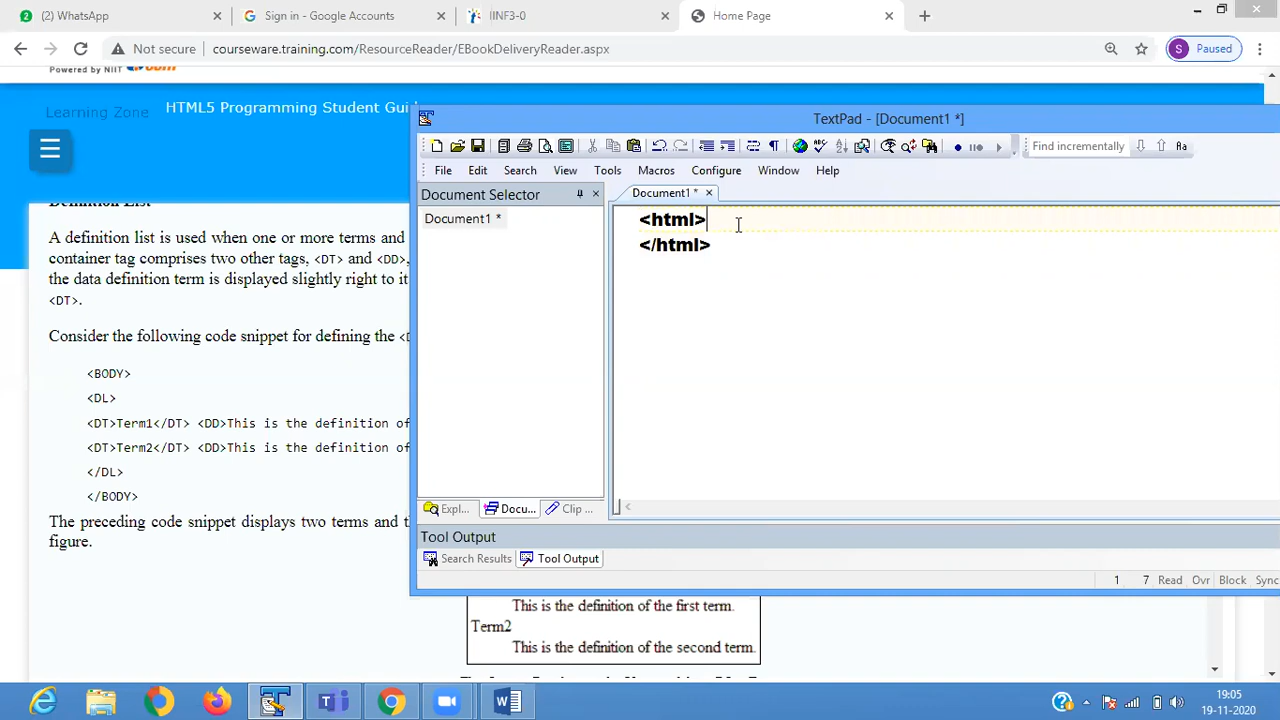 (2) WhatsApp
Sign in - Google Accounts
IINF3-0
Home Page
Not secure
courseware.training.com/ResourceReader/EBookDeliveryReader.aspx
Paused
Powered by NIIT
Learning Zone
HTML5 Programming Student Gui
TextPad - [Document1 *]
Find incrementally
File Edit Search View Tools Macros Configure Window Help
Document Selector
Document1 *
Document1 *
<html>
</html>
Definition List
A definition list is used when one or more terms and
container tag comprises two other tags, <DT> and <DD>,
the data definition term is displayed slightly right to it
<DT>.
Consider the following code snippet for defining the <
<BODY>
<DL>
<DT>Term1</DT> <DD>This is the definition of
<DT>Term2</DT> <DD>This is the definition of
</DL>
</BODY>
The preceding code snippet displays two terms and th
figure.
Expl... Docu... Clip ...
Tool Output
Search Results Tool Output
1 7 Read Ovr Block Sync
This is the definition of the first term.
Term2
This is the definition of the second term.
19:05
19-11-2020